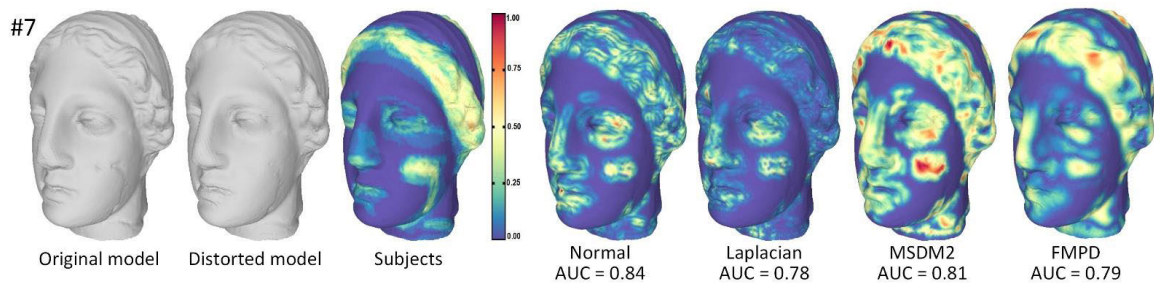 #7
1.00
0.75
0.50
0.25
0.00
Original model
Distorted model
Subjects
Normal
AUC = 0.84
Laplacian
AUC = 0.78
MSDM2
AUC = 0.81
FMPD
AUC = 0.79